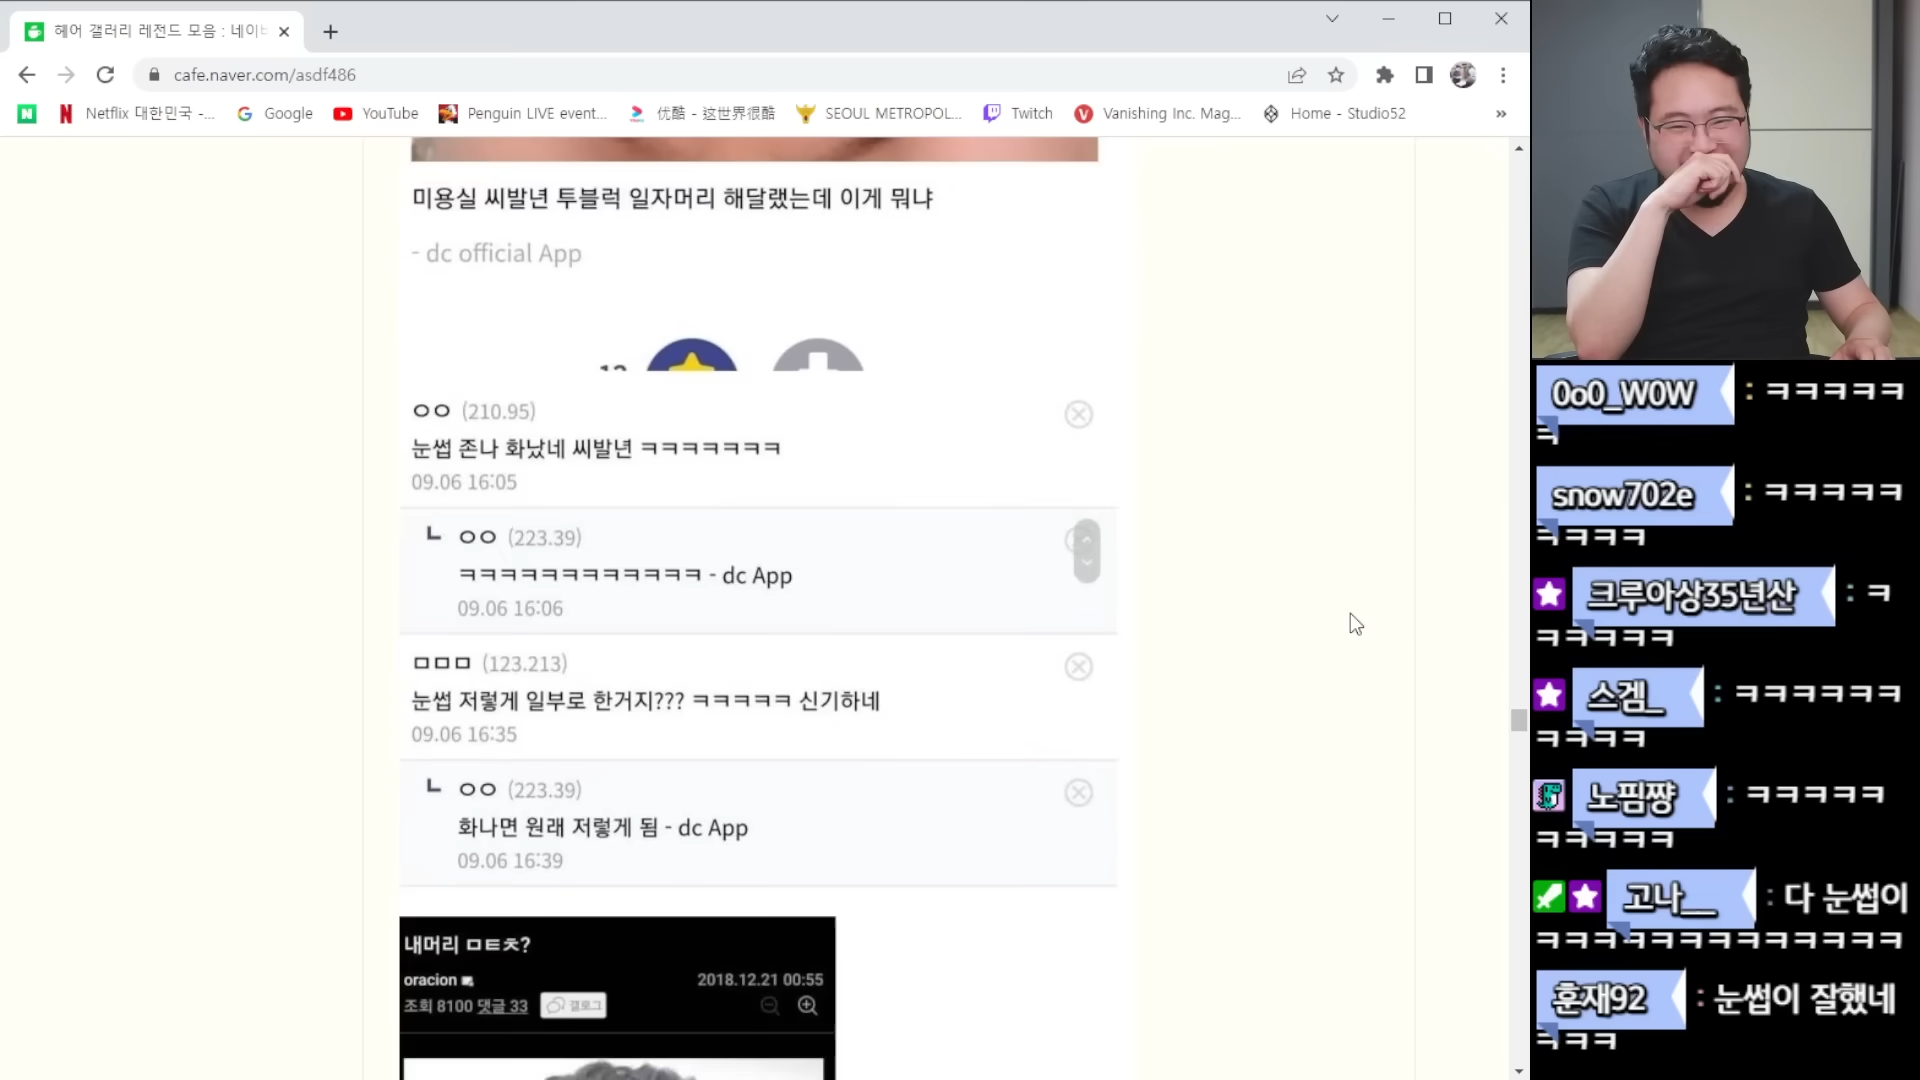 헤어 갤러리 레전드 모음 : 네이
cafe.naver.com/asdf486
N
N
Netflix 대한민국 -...
Google
YouTube
Penguin LIVE event...
优酷 - 这世界很酷
SEOUL METROPOL...
Twitch
Vanishing Inc. Mag...
Home - Studio52
»
미용실 씨발년 투블럭 일자머리 해달랬는데 이게 뭐냐
- dc official App
ㅇㅇ (210.95)
눈썹 존나 화났네 씨발년 ㅋㅋㅋㅋㅋㅋㅋ
09.06 16:05
ㄴ ㅇㅇ (223.39)
ㅋㅋㅋㅋㅋㅋㅋㅋㅋㅋㅋㅋ - dc App
09.06 16:06
ㅁㅁㅁ (123.213)
눈썹 저렇게 일부로 한거지??? ㅋㅋㅋㅋㅋ 신기하네
09.06 16:35
ㄴ ㅇㅇ (223.39)
화나면 원래 저렇게 됨 - dc App
09.06 16:39
내머리 ㅁㅌㅊ?
oracion 2018.12.21 00:55
조회 8100 댓글 33 갤로그
0o0_W0W : ㅋㅋㅋㅋㅋ
ㅋ
snow702e : ㅋㅋㅋㅋㅋ
ㅋㅋㅋㅋ
크루아상35년산 : ㅋ
ㅋㅋㅋㅋㅋ
스겜_ : ㅋㅋㅋㅋㅋㅋ
ㅋㅋㅋㅋ
노핌쨩 : ㅋㅋㅋㅋㅋ
ㅋㅋㅋㅋㅋ
고나__ : 다 눈썹이
ㅋㅋㅋㅋㅋㅋㅋㅋㅋㅋㅋㅋㅋ
훈재92 : 눈썹이 잘했네
ㅋㅋㅋ